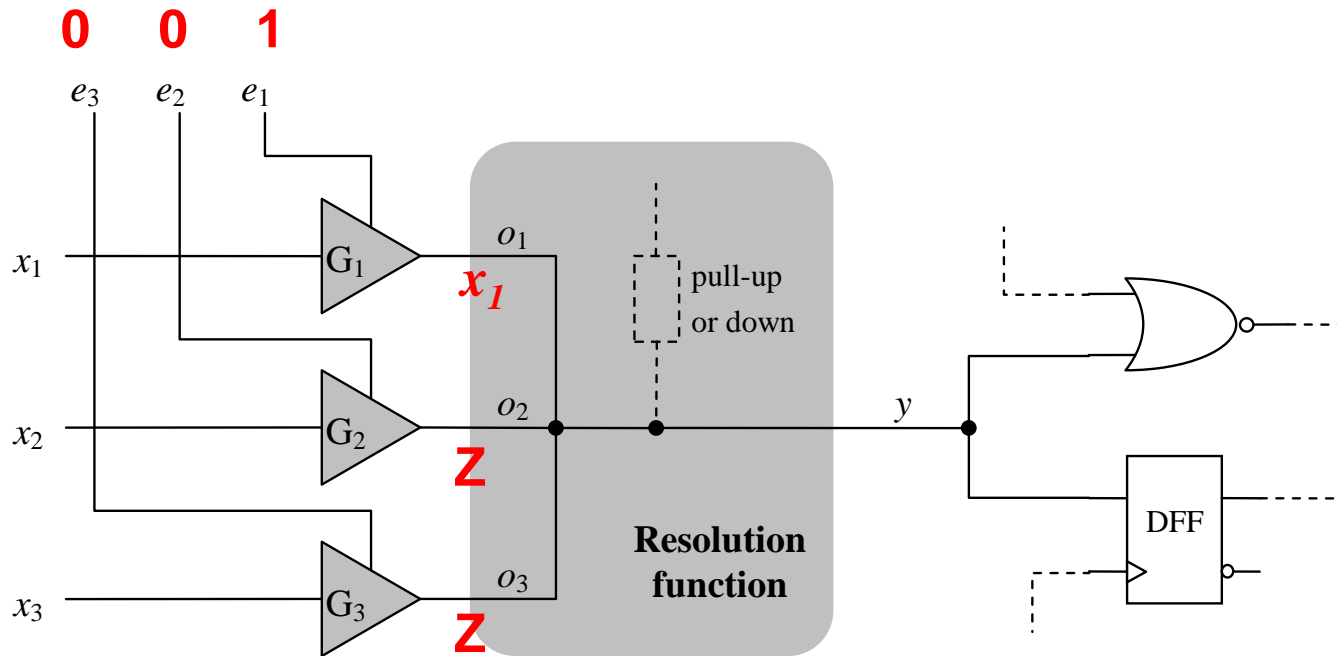 0 0 1
e3 e2 e1
x1
G1
o1
x1
pull-up
or down
x2
G2
o2
Z
y
x3
G3
o3
Z
Resolution
function
DFF